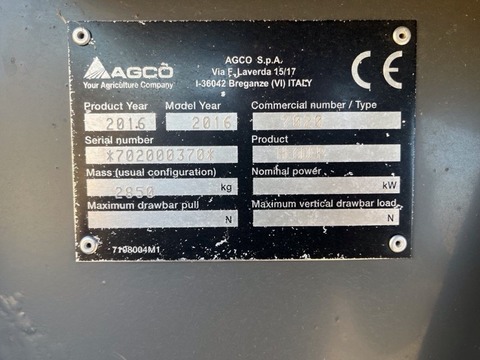 AGCO
Your Agriculture Company
AGCO S.p.A.
Via F. Laverda 15/17
I-36042 Breganze (VI) ITALY
CE
Product Year
Model Year
Commercial number / Type
2016
2016
Serial number
Product
*702000370*
Mass (usual configuration)
Nominal power
2850
kg
kW
Maximum drawbar pull
Maximum vertical drawbar load
N
N
7198004M1